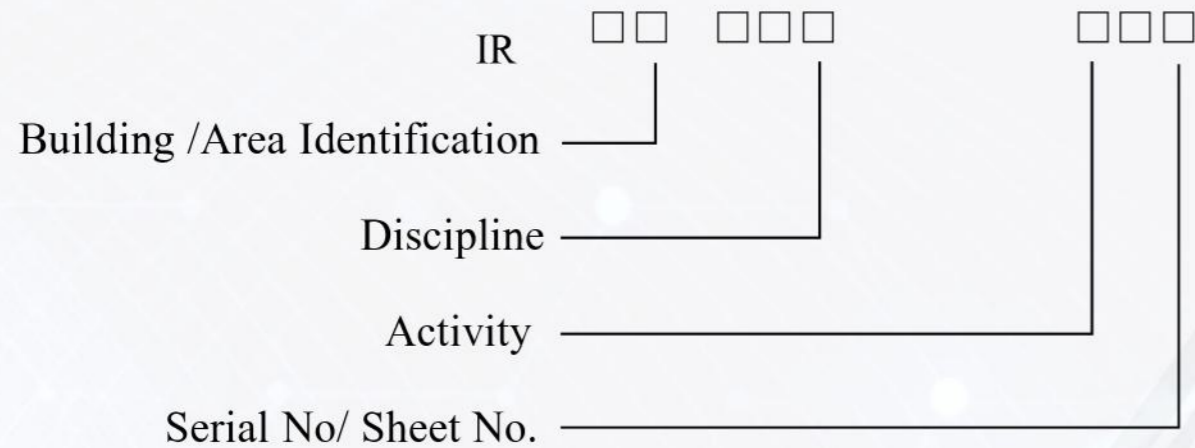 IR □□ □□□ □□□
Building /Area Identification
Discipline
Activity
Serial No/ Sheet No.